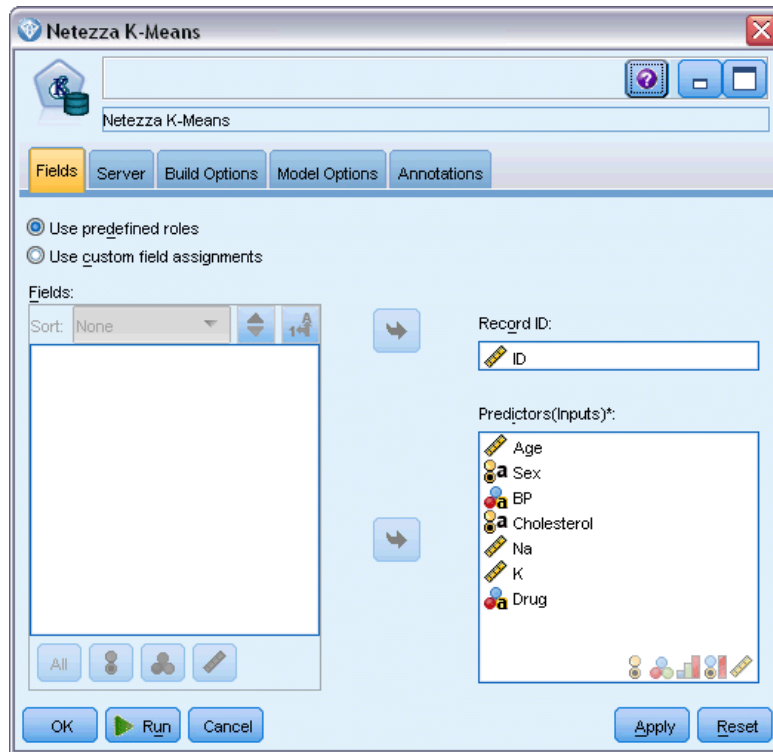 Netezza K-Means
Netezza K-Means
Fields Server Build Options Model Options Annotations
Use predefined roles
Use custom field assignments
Fields:
Sort: None
Record ID:
ID
Predictors(Inputs)*:
Age
Sex
BP
Cholesterol
Na
K
Drug
All
OK Run Cancel Apply Reset